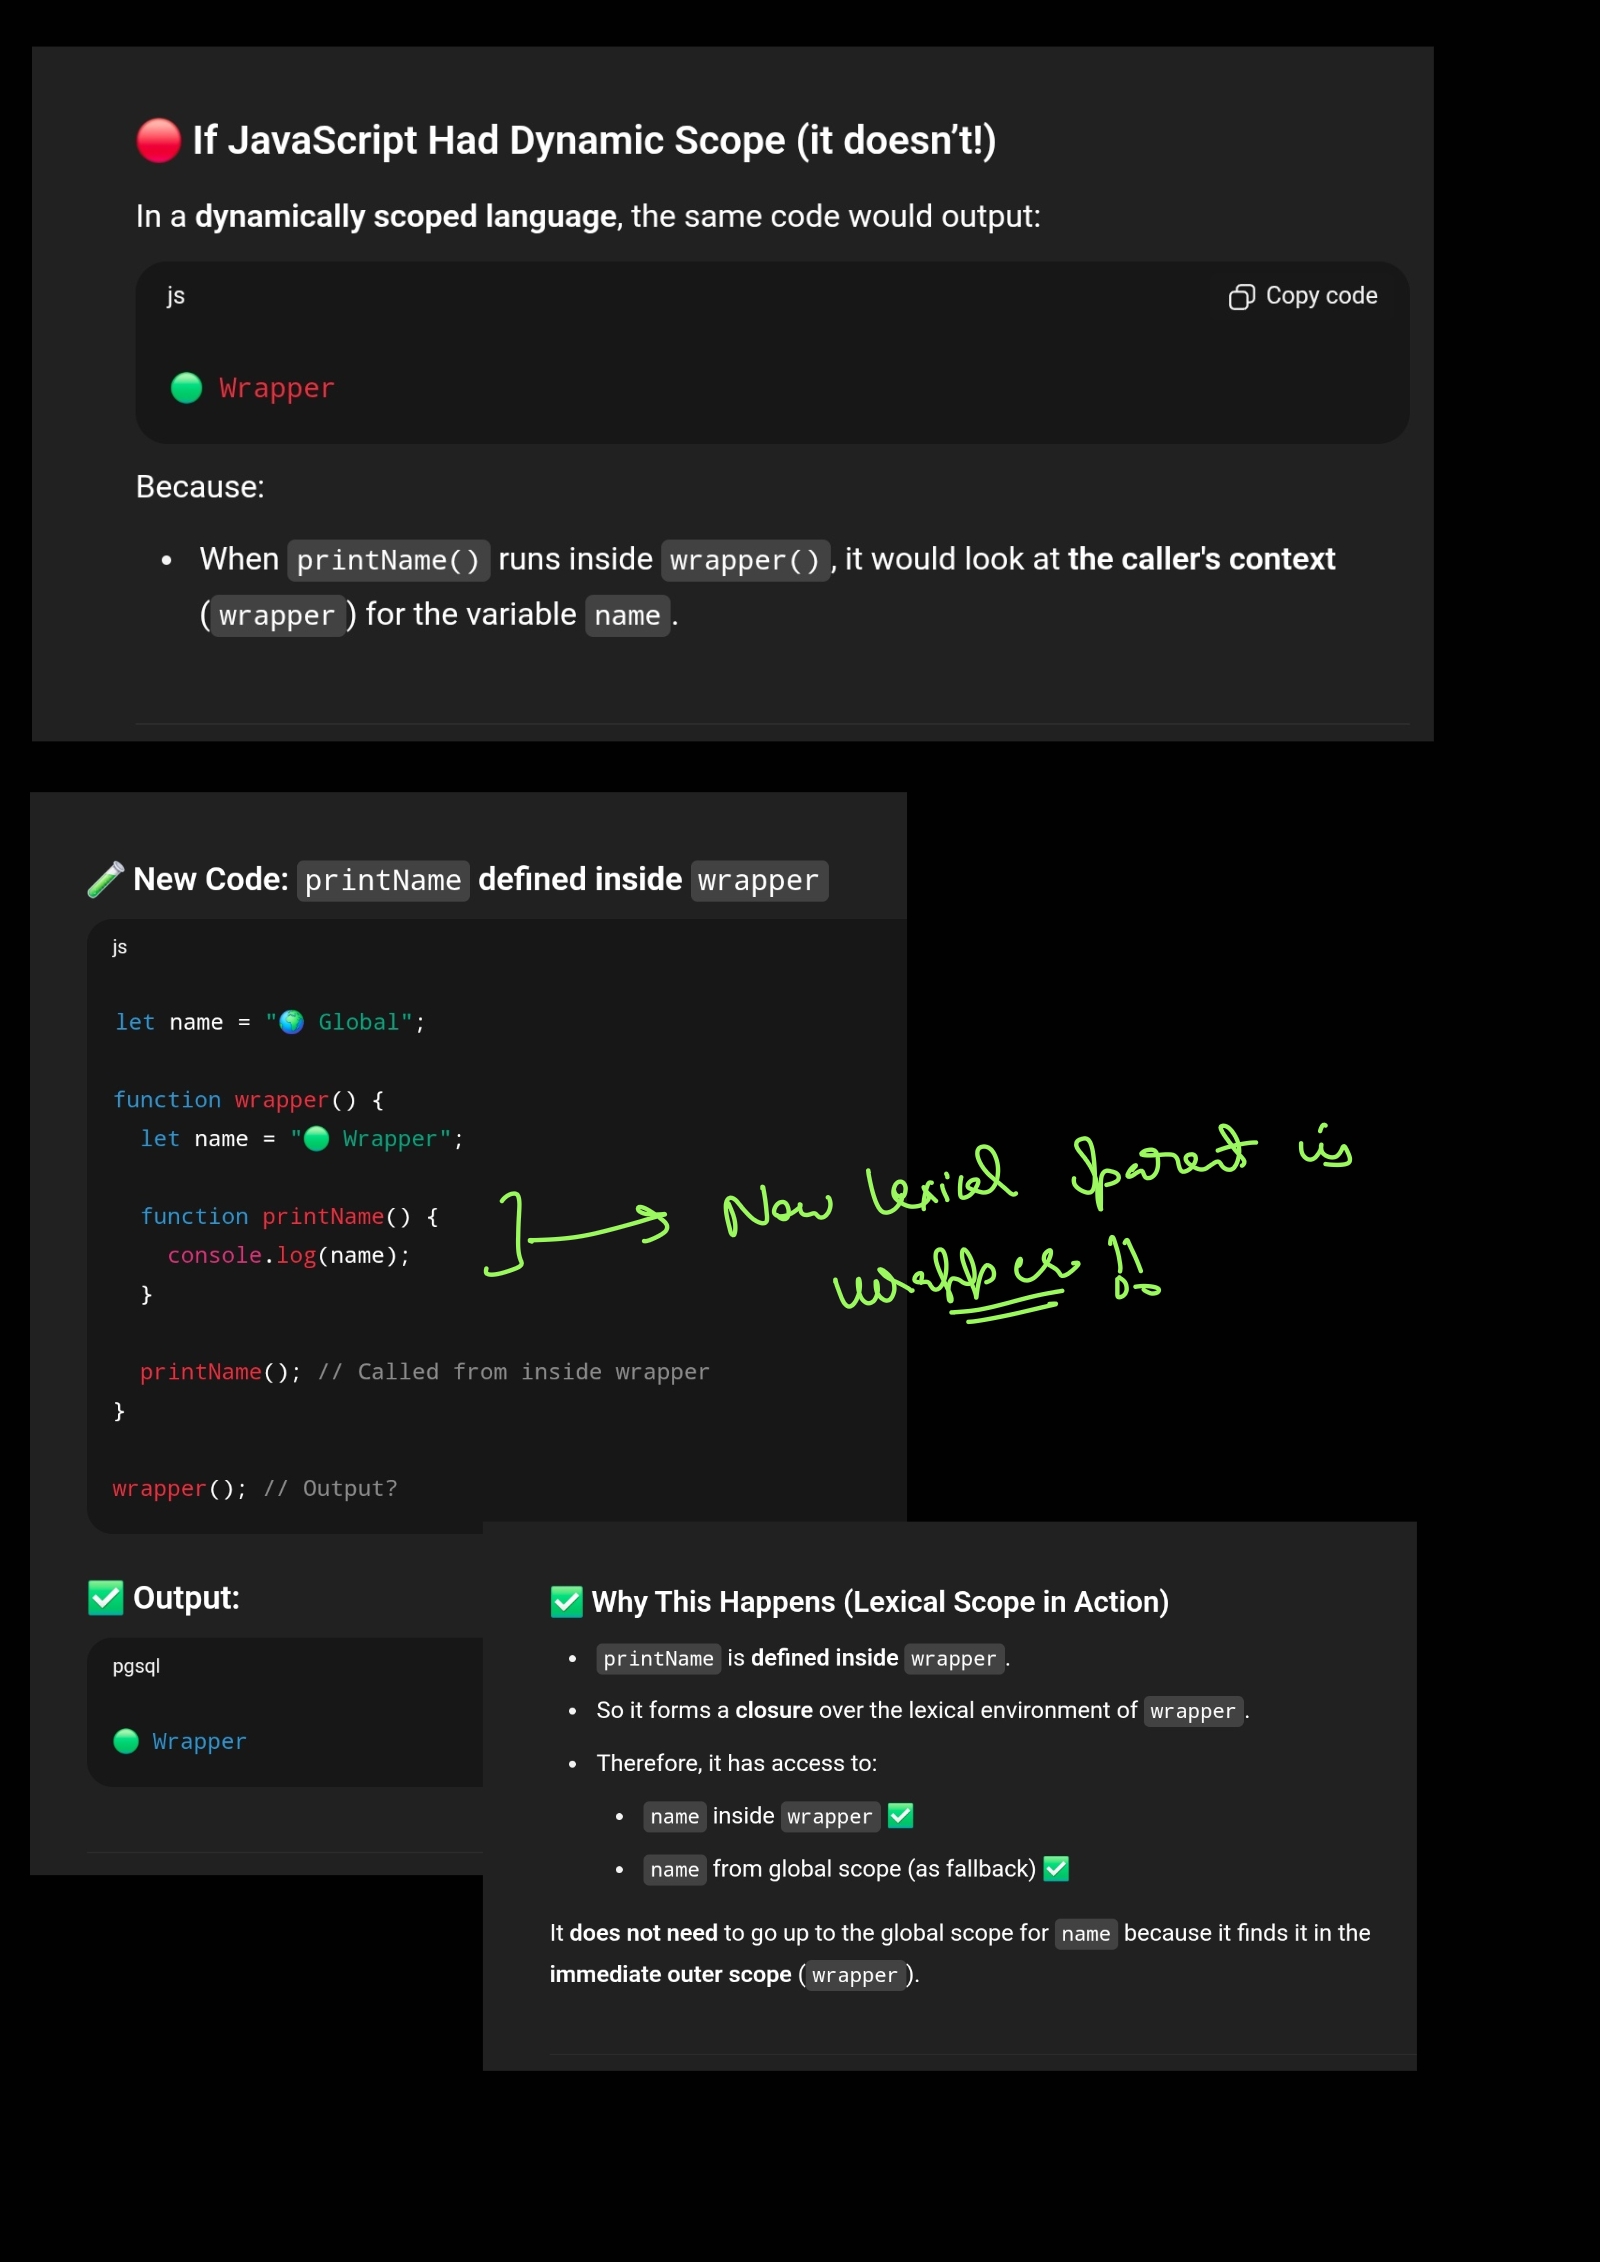 🔴 If JavaScript Had Dynamic Scope (it doesn’t!)
In a dynamically scoped language, the same code would output:
js
Copy code
🟢 Wrapper
Because:
• When printName() runs inside wrapper(), it would look at the caller's context
(wrapper) for the variable name.
🧪 New Code: printName defined inside wrapper
js
let name = "🌍 Global";
function wrapper() {
let name = "🟢 Wrapper";
function printName() {
console.log(name);
}
printName(); // Called from inside wrapper
}
wrapper(); // Output?
Now lexical parent is
wrapper !!
✅ Output:
pgsql
🟢 Wrapper
✅ Why This Happens (Lexical Scope in Action)
• printName is defined inside wrapper.
• So it forms a closure over the lexical environment of wrapper.
• Therefore, it has access to:
• name inside wrapper ✅
• name from global scope (as fallback) ✅
It does not need to go up to the global scope for name because it finds it in the
immediate outer scope (wrapper).